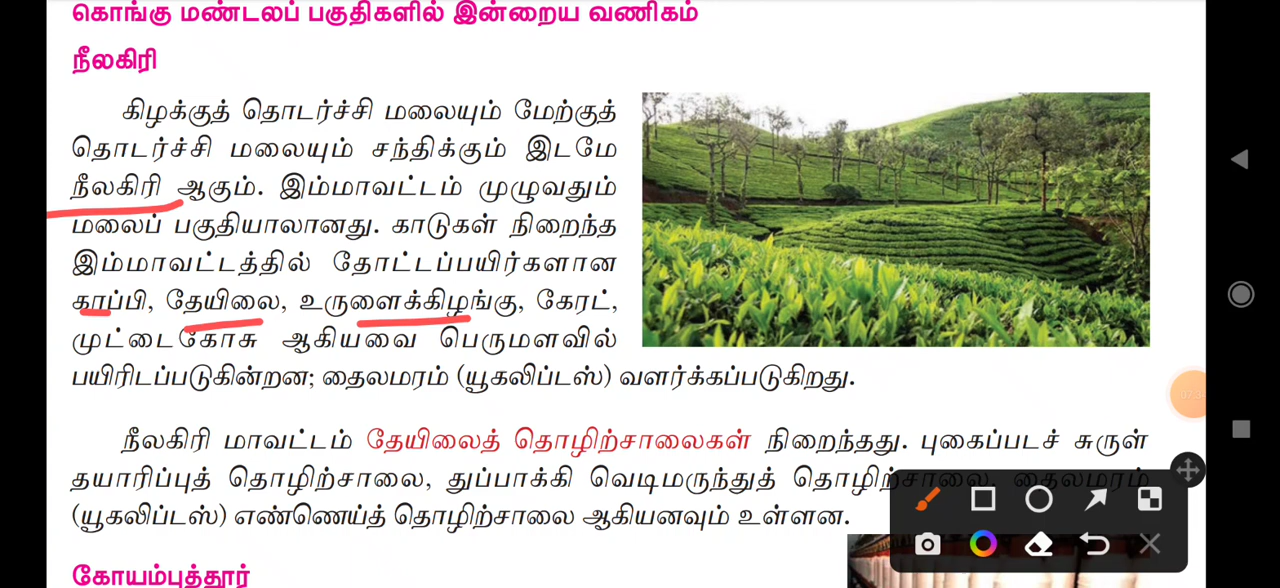 கொங்கு மண்டலப் பகுதிகளில் இன்றைய வணிகம்
நீலகிரி
கிழக்குத் தொடர்ச்சி மலையும் மேற்குத்
தொடர்ச்சி மலையும் சந்திக்கும் இடமே
நீலகிரி ஆகும். இம்மாவட்டம் முழுவதும்
மலைப் பகுதியாலானது. காடுகள் நிறைந்த
இம்மாவட்டத்தில் தோட்டப்பயிர்களான
காப்பி, தேயிலை, உருளைக்கிழங்கு, கேரட்,
முட்டைகோசு ஆகியவை பெருமளவில்
பயிரிடப்படுகின்றன; தைலமரம் (யூகலிப்டஸ்) வளர்க்கப்படுகிறது.
நீலகிரி மாவட்டம் தேயிலைத் தொழிற்சாலைகள் நிறைந்தது. புகைப்படச் சுருள்
தயாரிப்புத் தொழிற்சாலை, துப்பாக்கி வெடிமருந்துத் தொழிற்சாலை, தைலமரம்
(யூகலிப்டஸ்) எண்ணெய்த் தொழிற்சாலை ஆகியனவும் உள்ளன.
கோயம்புத்தூர்